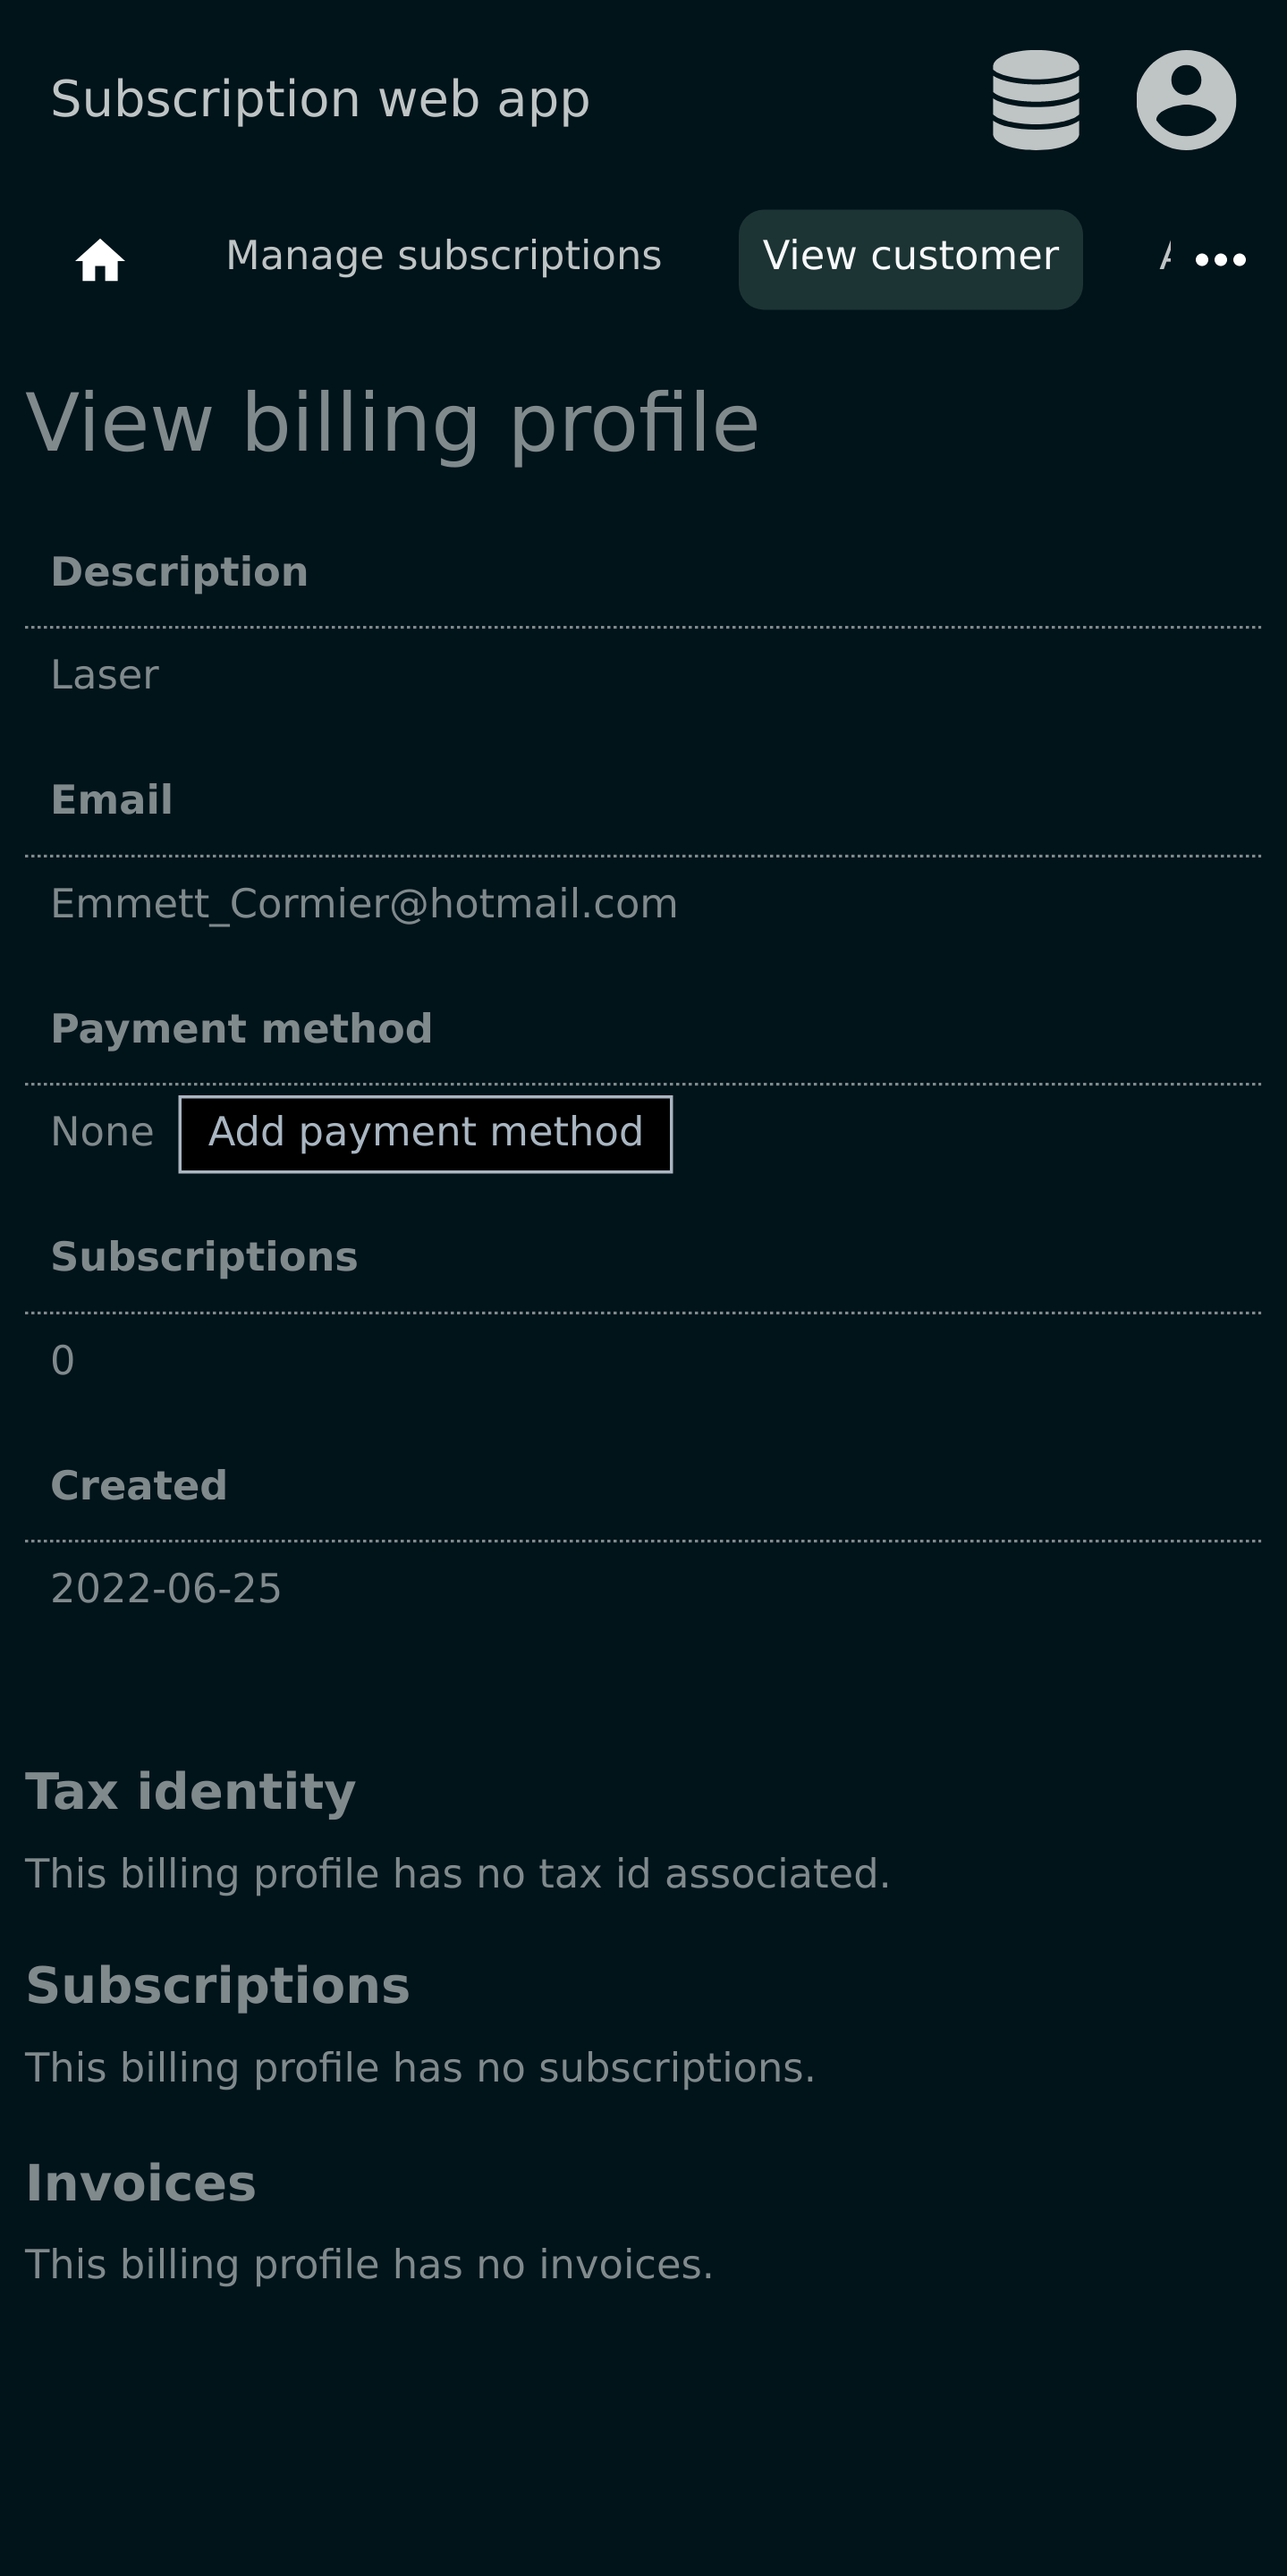 Subscription web app
Manage subscriptions View customer
View billing profile
Description
Laser
Email
Emmett_Cormier@hotmail.com
Payment method
None Add payment method
Subscriptions
0
Created
2022-06-25
Tax identity
This billing profile has no tax id associated.
Subscriptions
This billing profile has no subscriptions.
Invoices
This billing profile has no invoices.